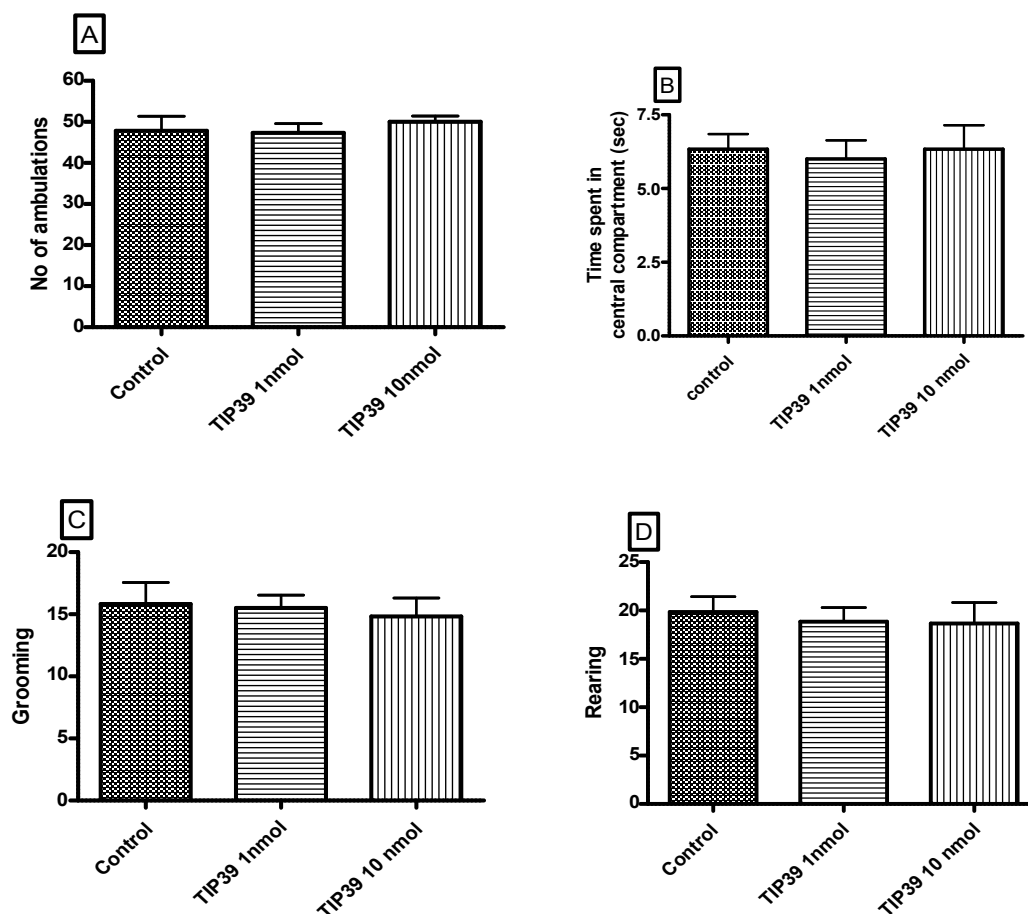 A
No of ambulations
60
50
40
30
20
10
0
Control
TIP39 1nmol
TIP39 10nmol
B
Time spent in
central compartment (sec)
7.5
5.0
2.5
0.0
control
TIP39 1nmol
TIP39 10 nmol
C
Grooming
20
15
10
5
0
Control
TIP39 1nmol
TIP39 10 nmol
D
Rearing
25
20
15
10
5
0
Control
TIP39 1nmol
TIP39 10 nmol